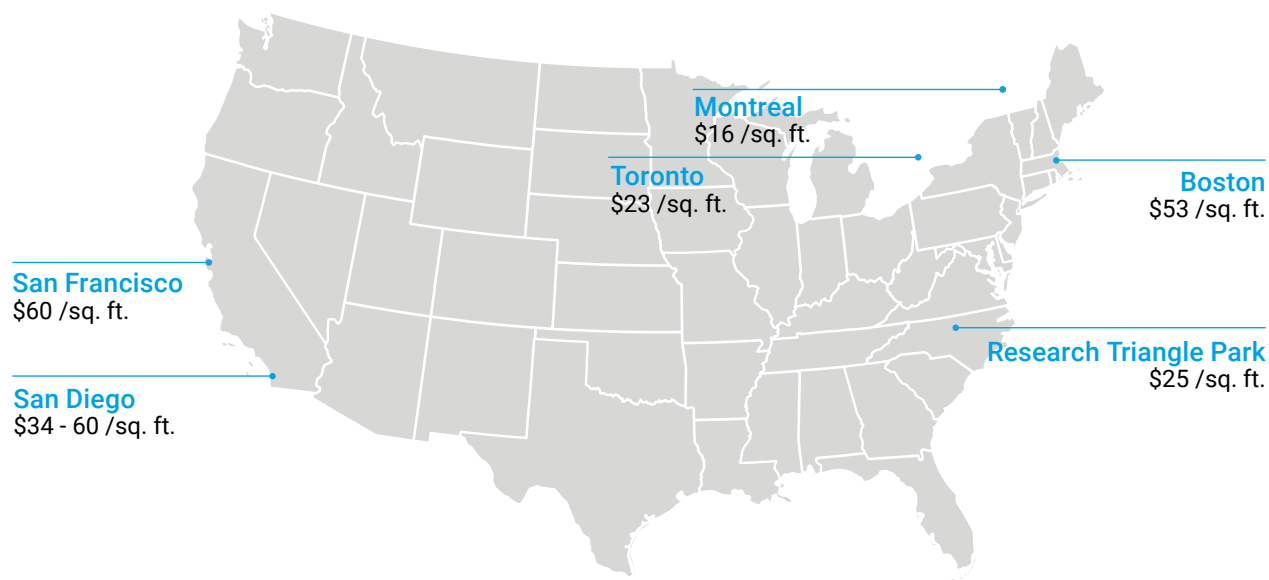 Montreal
$16 /sq. ft.
Toronto
$23 /sq. ft.
Boston
$53 /sq. ft.
San Francisco
$60 /sq. ft.
Research Triangle Park
$25 /sq. ft.
San Diego
$34 - 60 /sq. ft.